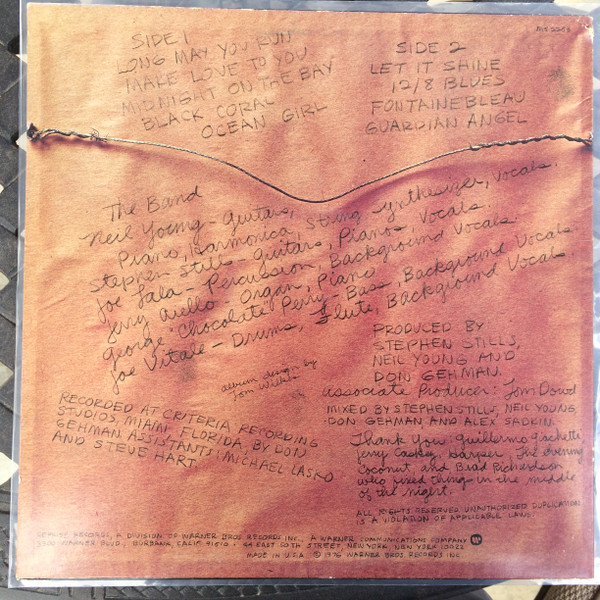 MS 2253
SIDE 1
LONG MAY YOU RUN
MAKE LOVE TO YOU
MIDNIGHT ON THE BAY
BLACK CORAL
OCEAN GIRL
SIDE 2
LET IT SHINE
12/8 BLUES
FONTAINEBLEAU
GUARDIAN ANGEL
The Band
Neil Young - Guitars,
Piano, Harmonica, String Synthesizer, Vocals.
Stephen Stills - Guitars, Pianos, Vocals.
Joe Lala - Percussion, Background Vocals.
Jerry Aiello - Organ, Piano
George "Chocolate" Perry - Bass, Background Vocals.
Joe Vitale - Drums, Flute, Background Vocals.
album design by
Tom Wilkes
RECORDED AT CRITERIA RECORDING
STUDIOS, MIAMI, FLORIDA, BY DON
GEHMAN. ASSISTANTS: MICHAEL LASKO
AND STEVE HART.
PRODUCED BY
STEPHEN STILLS,
NEIL YOUNG AND
DON GEHMAN.
Associate Producer: Tom Dowd
MIXED BY STEPHEN STILLS, NEIL YOUNG,
DON GEHMAN AND ALEX SADKIN.
Thank You: Guillermo Giachetti
Jerry Caskey, Harper, The evening
Coconut and Brad Richardson
who fixed things in the middle
of the night.
ALL RIGHTS RESERVED UNAUTHORIZED DUPLICATION
IS A VIOLATION OF APPLICABLE LAWS.
REPRISE RECORDS, A DIVISION OF WARNER BROS RECORDS INC., A WARNER COMMUNICATIONS COMPANY
3300 WARNER BLVD., BURBANK, CALIF. 91510 • 44 EAST 50TH STREET, NEW YORK, NEW YORK 10022
MADE IN U.S.A. © 1976 WARNER BROS RECORDS INC.